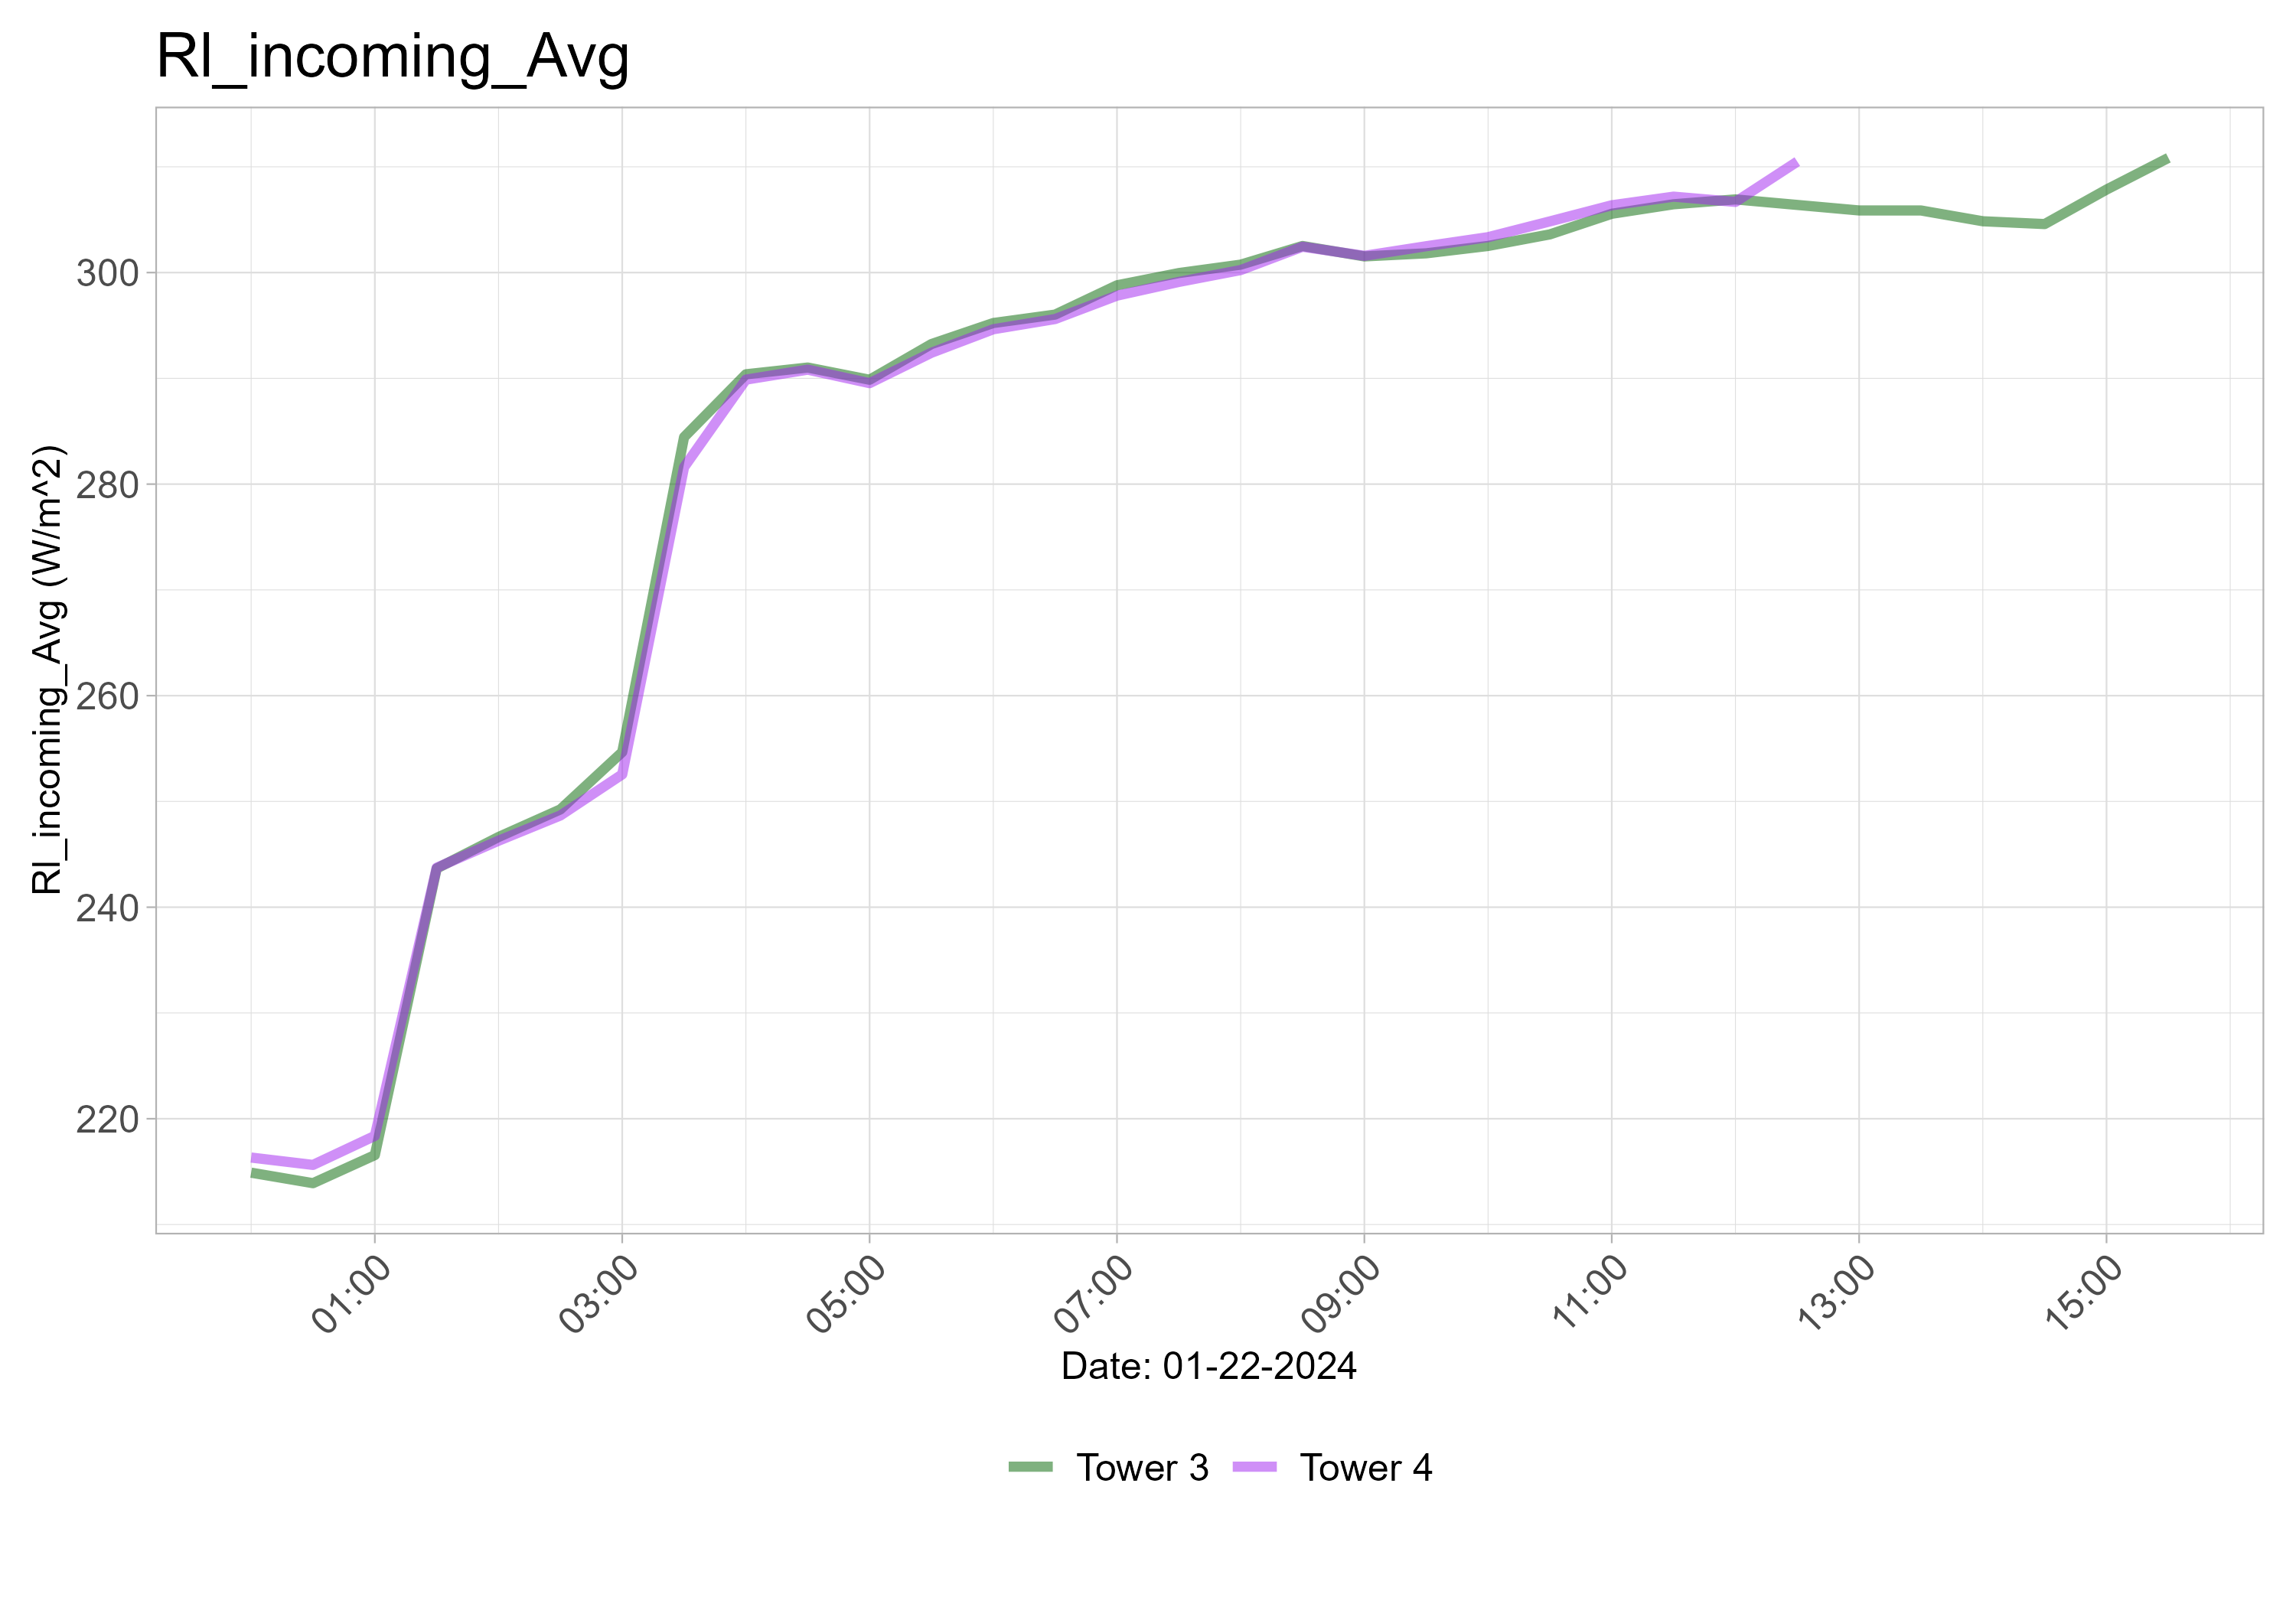 Rl_incoming_Avg
Rl_incoming_Avg (W/m^2)
300
280
260
240
220
01:00
03:00
05:00
07:00
09:00
11:00
13:00
15:00
Date: 01-22-2024
Tower 3
Tower 4